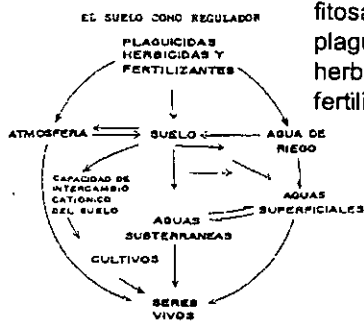 EL SUELO COMO REGULADOR
PLAGUICIDAS
HERBICIDAS Y
FERTILIZANTES
ATMOSFERA
SUELO
AGUA DE
RIEGO
CAPACIDAD DE
INTERCAMBIO
CATIONICO
DEL SUELO
AGUAS
SUPERFICIALES
AGUAS
SUBTERRANEAS
CULTIVOS
SERES
VIVOS
fitosa
plagu
herb
fertili